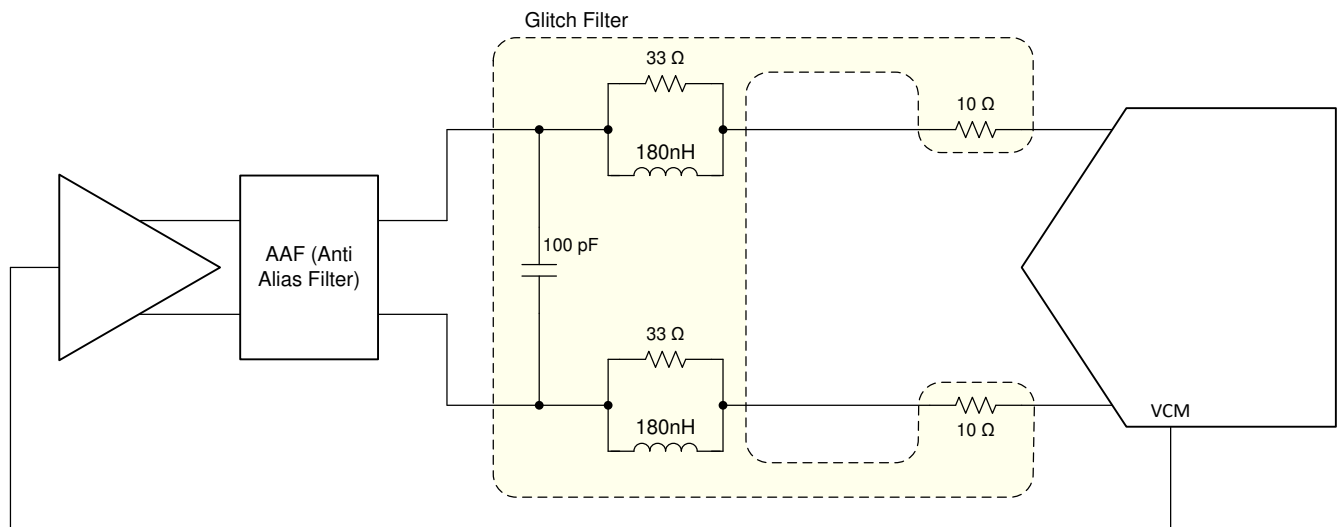 Glitch Filter
33 Ω
10 Ω
180nH
AAF (Anti
Alias Filter)
100 pF
33 Ω
180nH
10 Ω
VCM